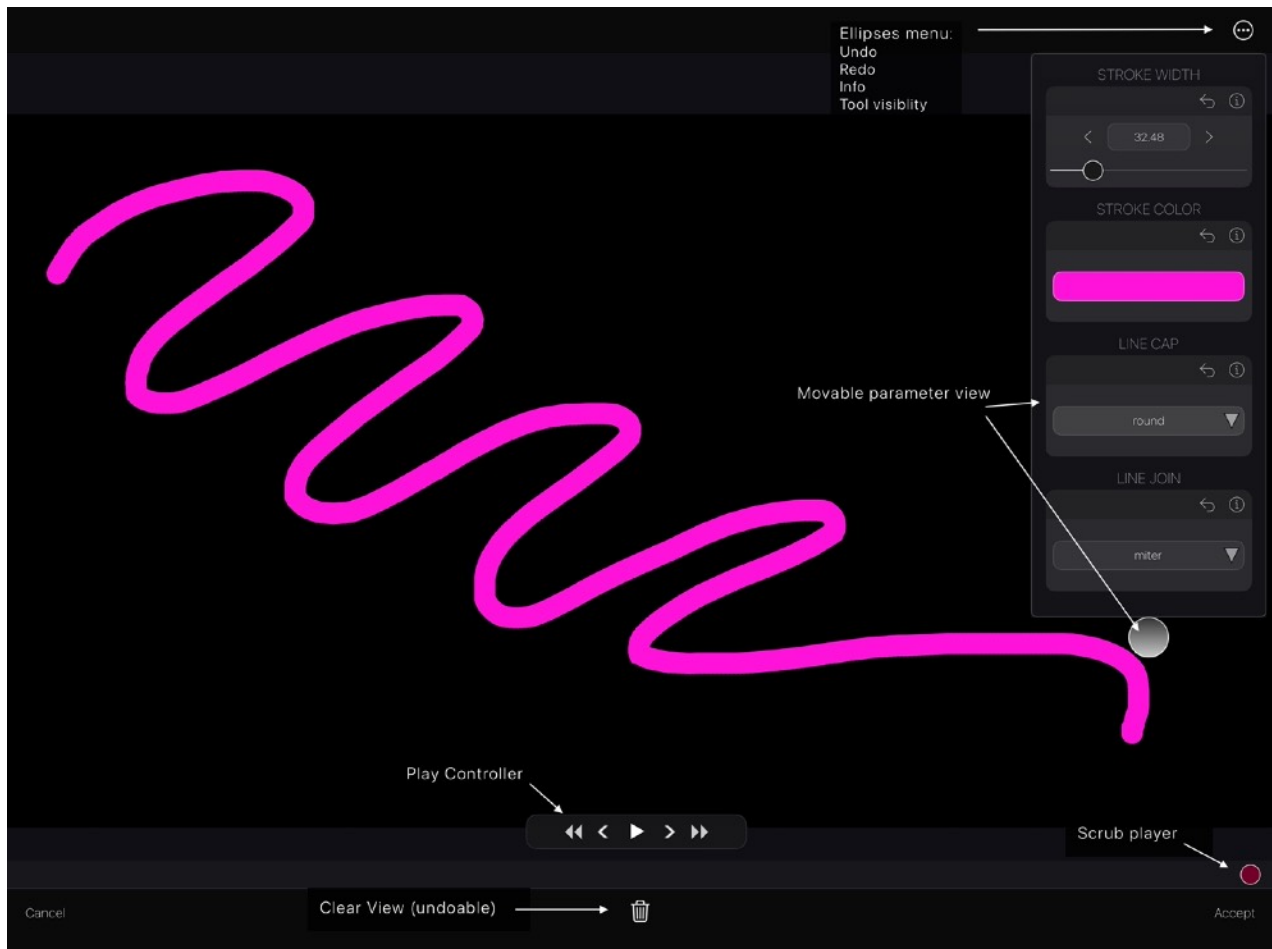 Ellipses menu:
Undo
Redo
Info
Tool visiblity
STROKE WIDTH
32.48
STROKE COLOR
LINE CAP
Movable parameter view
round
LINE JOIN
miter
Play Controller
Scrub player
Clear View (undoable)
Cancel
Accept